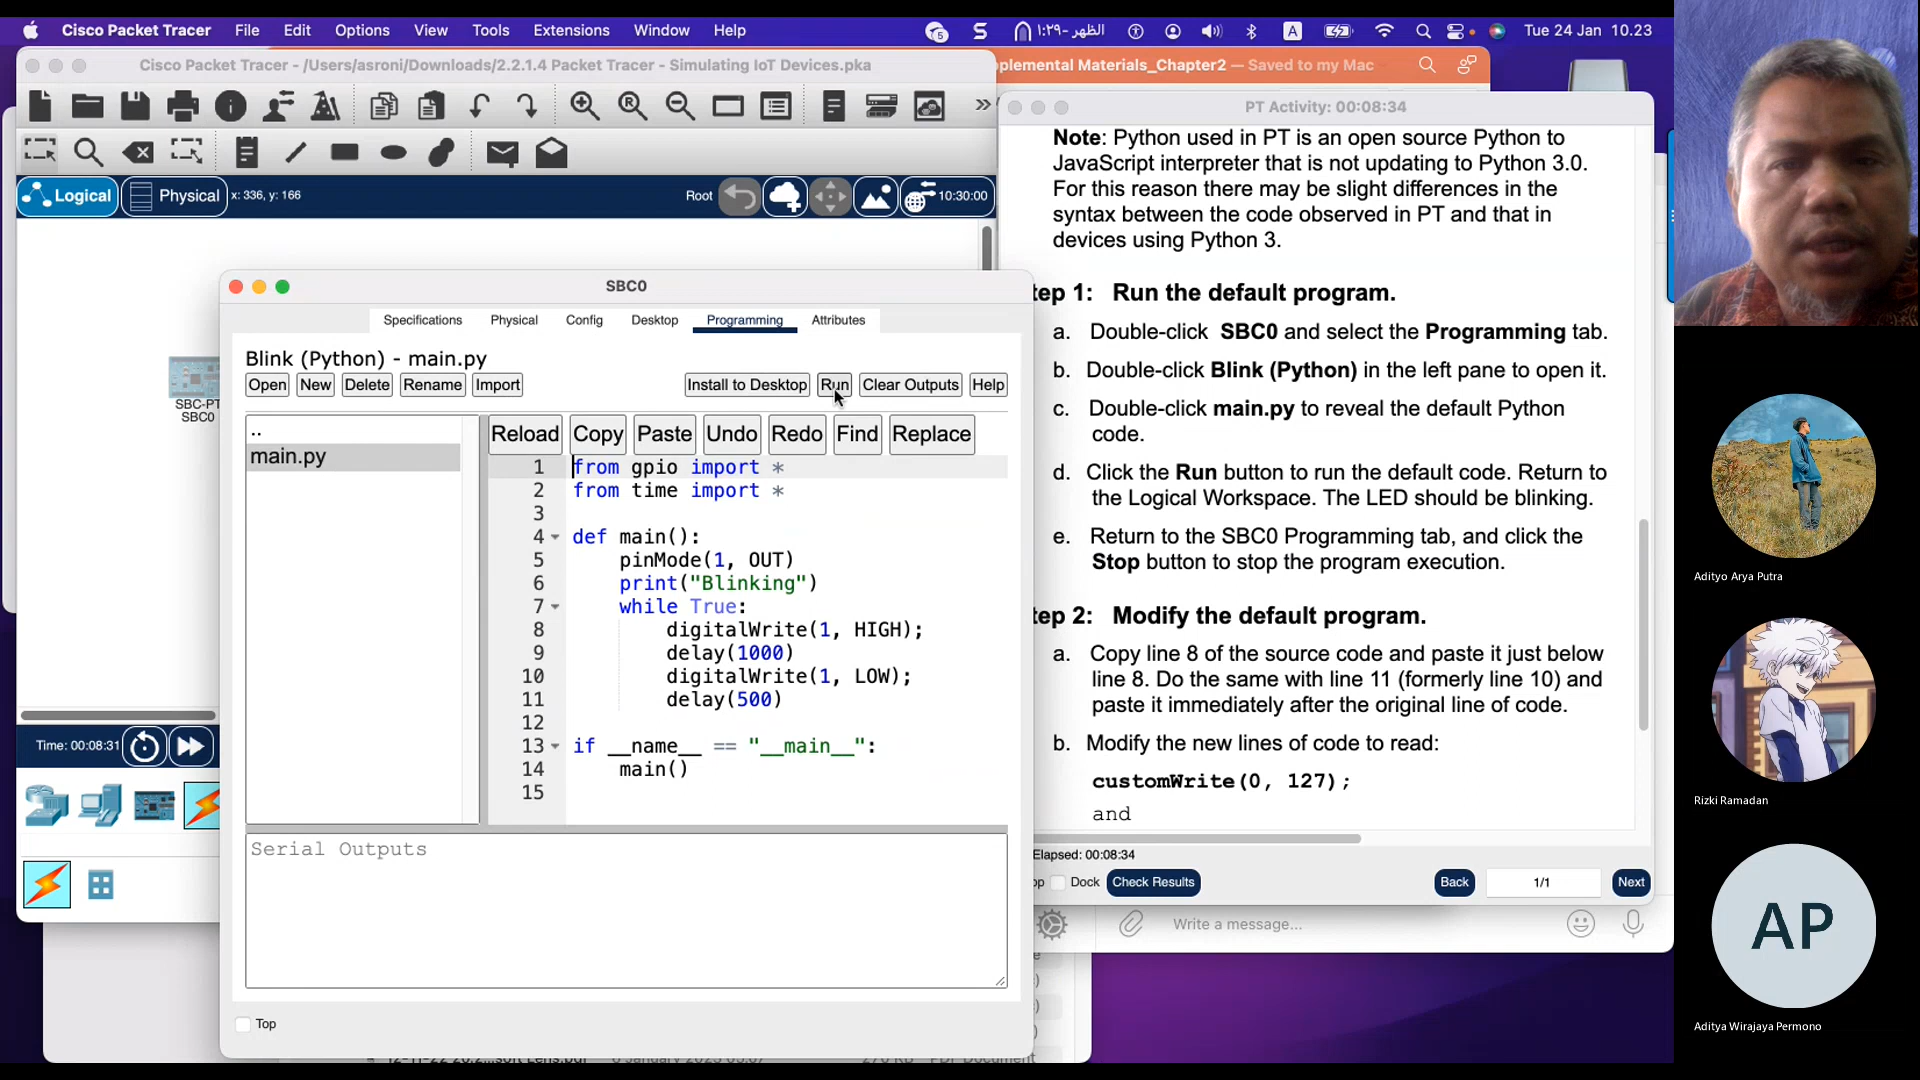 Cisco Packet Tracer File Edit Options View Tools Extensions Window Help
5 الظهر -١:٢٩ A Tue 24 Jan 10.23
Cisco Packet Tracer - /Users/asroni/Downloads/2.2.1.4 Packet Tracer - Simulating IoT Devices.pka
plemental Materials_Chapter2 — Saved to my Mac
Logical Physical x: 336, y: 166 Root 10:30:00
SBC-PT
SBC0
Time: 00:08:31
SBC0
Specifications Physical Config Desktop Programming Attributes
Blink (Python) - main.py
Open New Delete Rename Import Install to Desktop Run Clear Outputs Help
..
main.py
Reload Copy Paste Undo Redo Find Replace
1 from gpio import *
2 from time import *
3
4 def main():
5 pinMode(1, OUT)
6 print("Blinking")
7 while True:
8 digitalWrite(1, HIGH);
9 delay(1000)
10 digitalWrite(1, LOW);
11 delay(500)
12
13 if __name__ == "__main__":
14 main()
15
Serial Outputs
Top
PT Activity: 00:08:34
Note: Python used in PT is an open source Python to
JavaScript interpreter that is not updating to Python 3.0.
For this reason there may be slight differences in the
syntax between the code observed in PT and that in
devices using Python 3.
tep 1: Run the default program.
a. Double-click SBC0 and select the Programming tab.
b. Double-click Blink (Python) in the left pane to open it.
c. Double-click main.py to reveal the default Python
code.
d. Click the Run button to run the default code. Return to
the Logical Workspace. The LED should be blinking.
e. Return to the SBC0 Programming tab, and click the
Stop button to stop the program execution.
tep 2: Modify the default program.
a. Copy line 8 of the source code and paste it just below
line 8. Do the same with line 11 (formerly line 10) and
paste it immediately after the original line of code.
b. Modify the new lines of code to read:
customWrite(0, 127);
and
Elapsed: 00:08:34
op Dock Check Results Back 1/1 Next
Write a message...
Adityo Arya Putra
Rizki Ramadan
AP
Aditya Wirajaya Permono